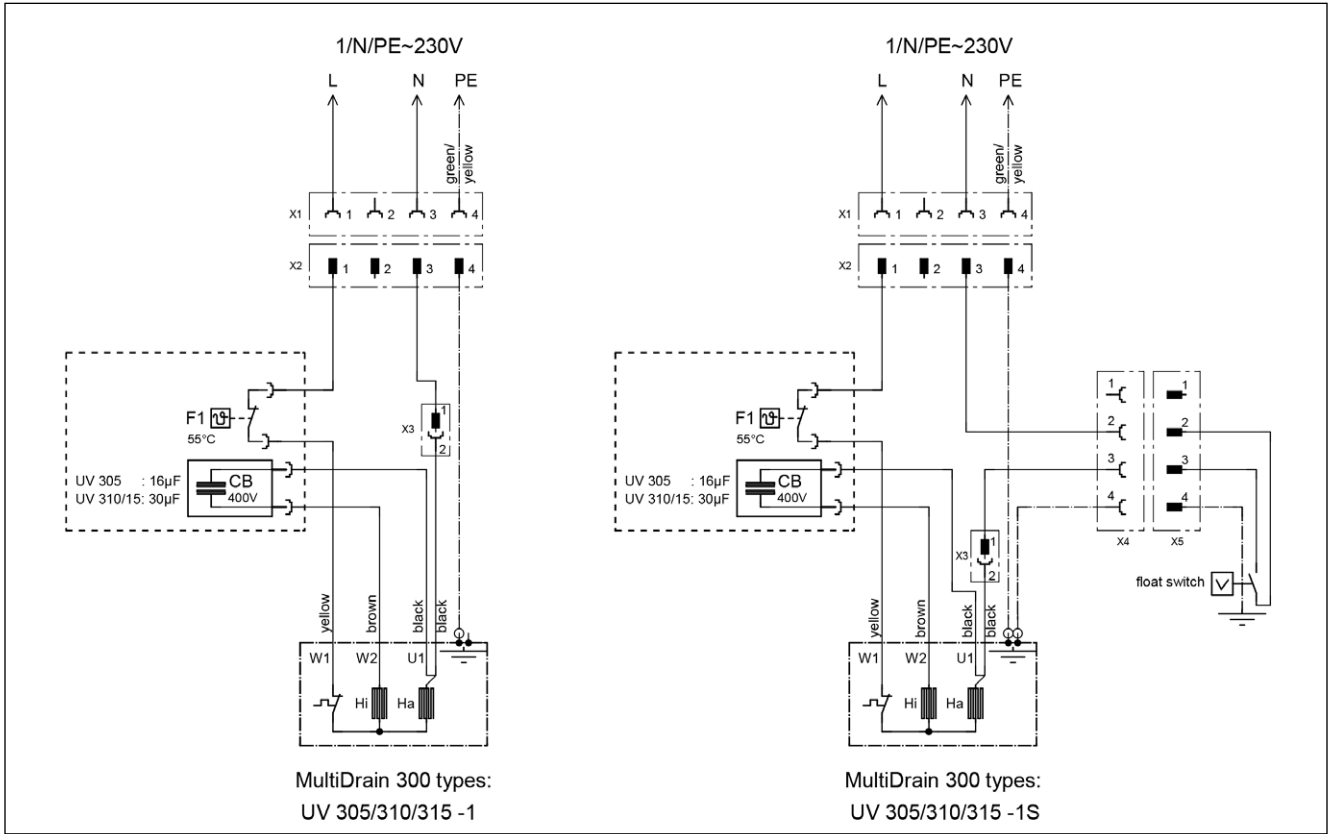 1/N/PE~230V
L N PE
green/
yellow
X1 1 2 3 4
X2 1 2 3 4
F1
55°C
X3 1
2
UV 305 : 16µF
UV 310/15: 30µF
CB
400V
yellow
brown
black
black
W1 W2 U1
Hi Ha
MultiDrain 300 types:
UV 305/310/315 -1
1/N/PE~230V
L N PE
green/
yellow
X1 1 2 3 4
X2 1 2 3 4
F1
55°C
UV 305 : 16µF
UV 310/15: 30µF
CB
400V
1 1
2 2
3 3
4 4
X4 X5
X3 1
2
float switch
yellow
brown
black
black
W1 W2 U1
Hi Ha
MultiDrain 300 types:
UV 305/310/315 -1S